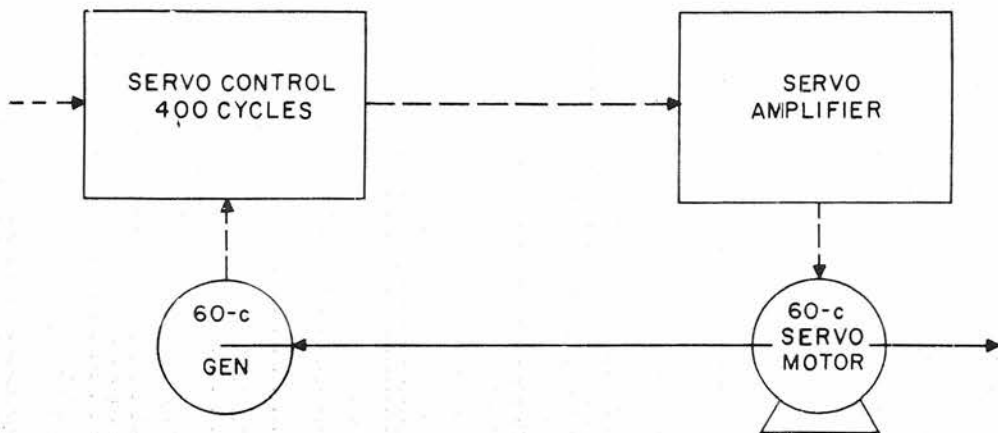 SERVO CONTROL
400 CYCLES
SERVO
AMPLIFIER
60-c
GEN
60-c
SERVO
MOTOR